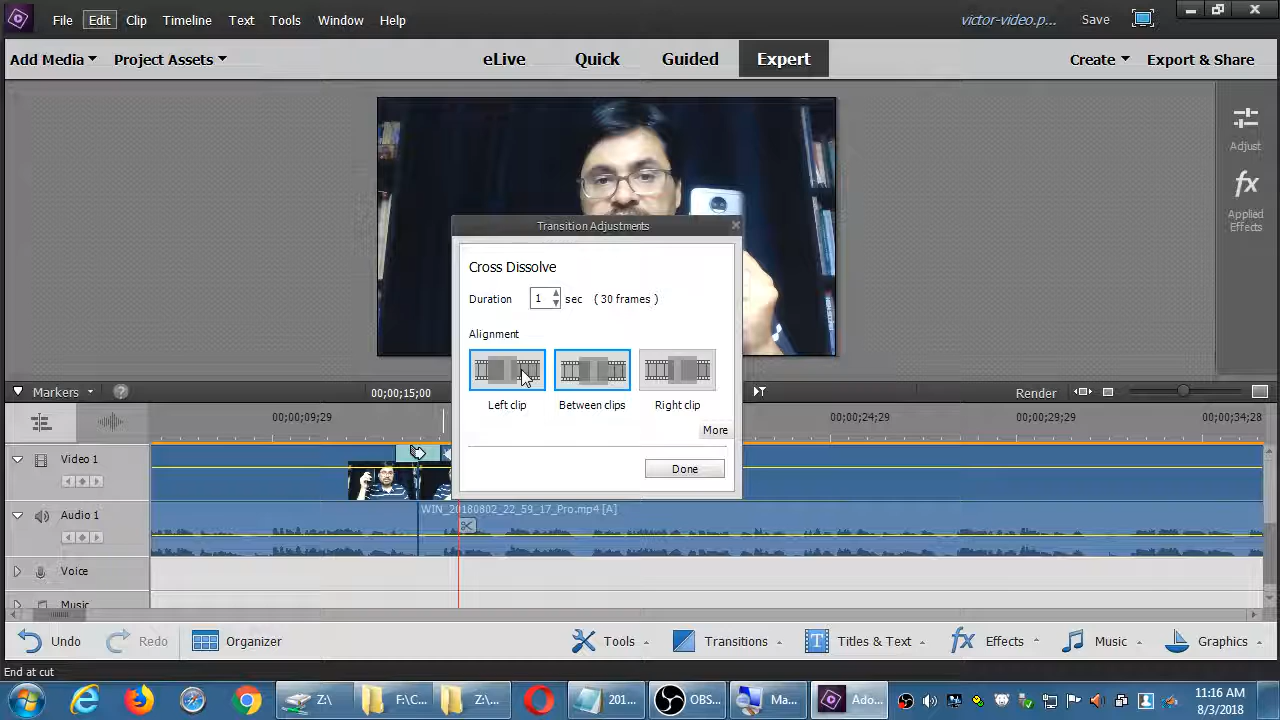 File Edit Clip Timeline Text Tools Window Help victor-video.p... Save
Add Media Project Assets eLive Quick Guided Expert Create Export & Share
Adjust
Applied
Effects
Transition Adjustments
Cross Dissolve
Duration 1 sec ( 30 frames )
Alignment
Left clip Between clips Right clip
More
Done
Markers 00;00;15;00 Render
00;00;09;29 00;00;24;29 00;00;29;29 00;00;34;28
Video 1
Audio 1 WIN_20180802_22_59_17_Pro.mp4 [A]
Voice
Music
Undo Redo Organizer Tools Transitions Titles & Text Effects Music Graphics
End at cut
Z:\ F:\C... Z:\... 201... OBS... Ma... Ado... 11:16 AM
8/3/2018